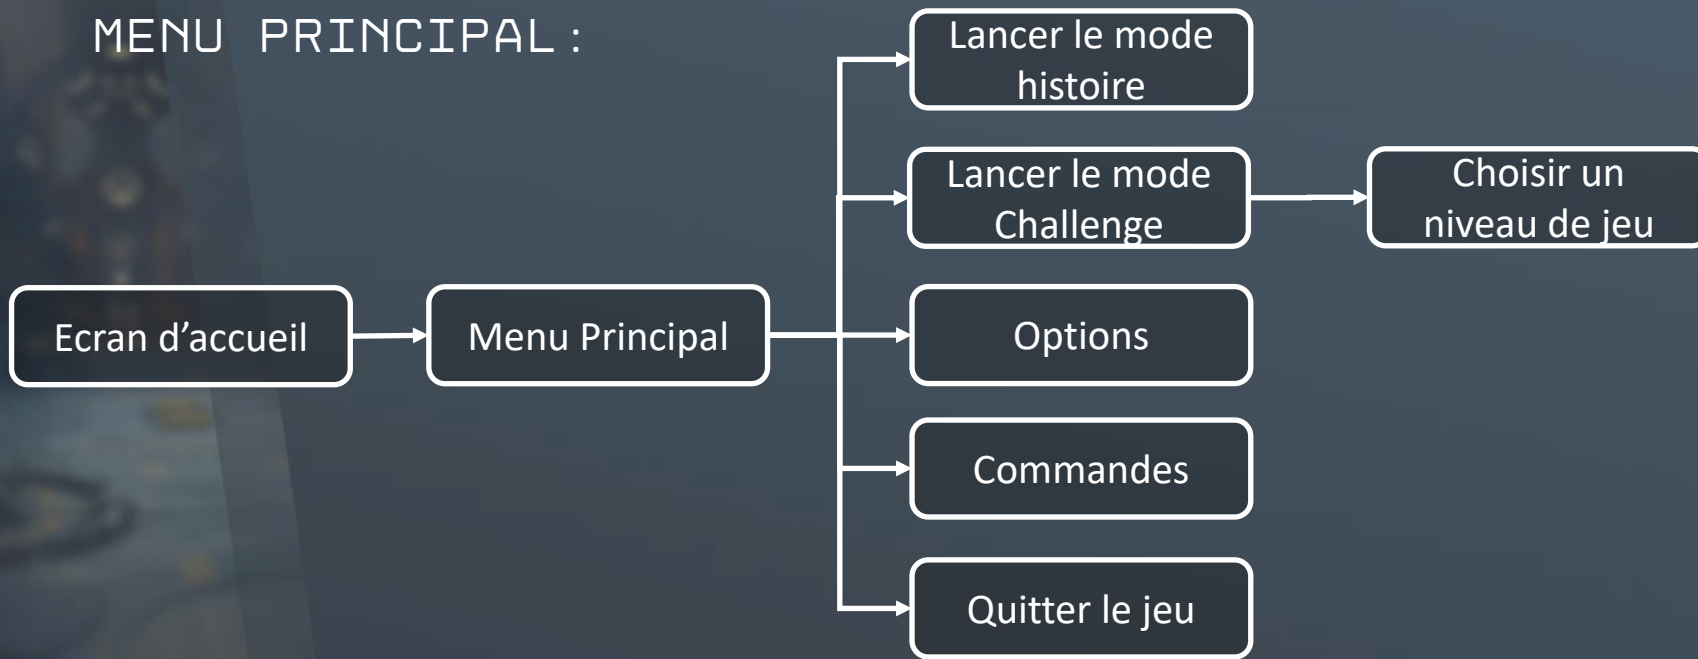 MENU PRINCIPAL :
Lancer le mode
histoire
Lancer le mode
Challenge
Choisir un
niveau de jeu
Ecran d’accueil
Menu Principal
Options
Commandes
Quitter le jeu